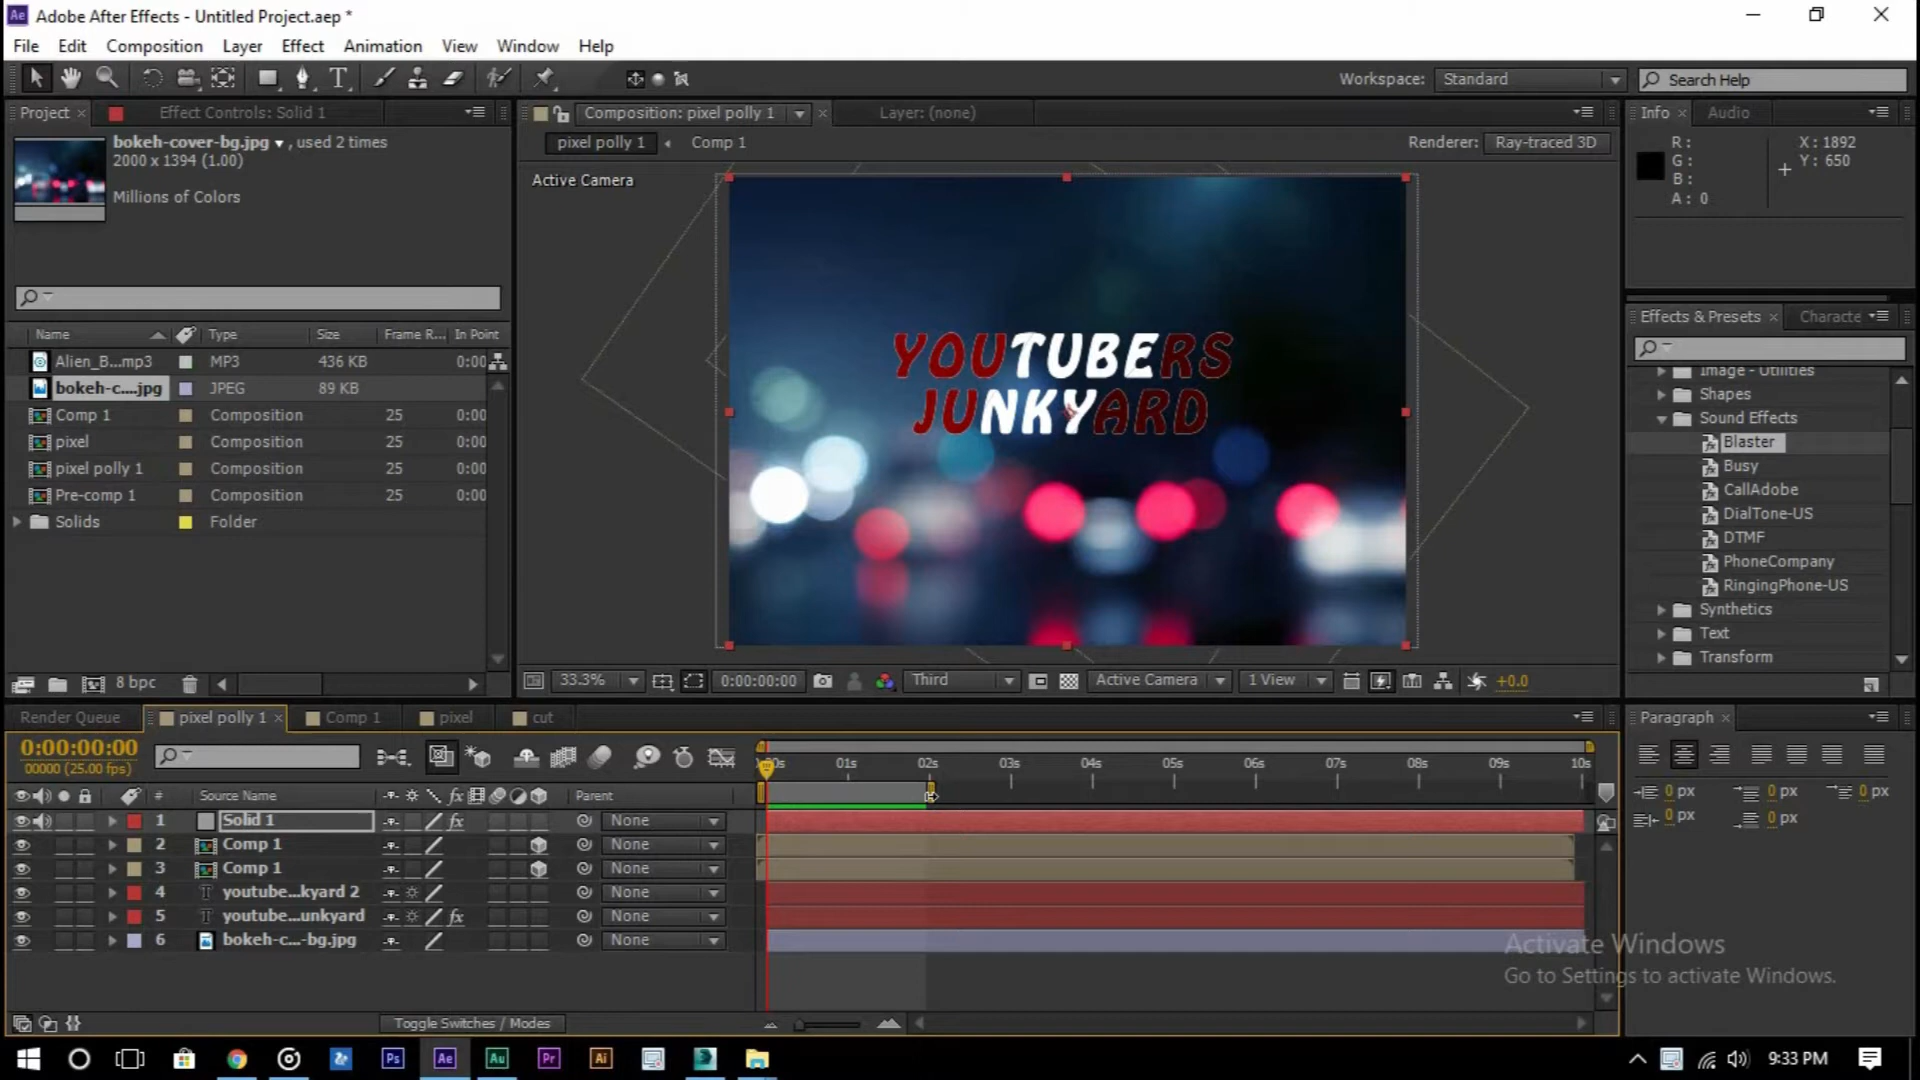 Adobe After Effects - Untitled Project.aep *
File Edit Composition Layer Effect Animation View Window Help
Workspace: Standard Search Help
Project Effect Controls: Solid 1
bokeh-cover-bg.jpg , used 2 times
2000 x 1394 (1.00)
Millions of Colors
Name Type Size Frame R... In Point
Alien_B...mp3 MP3 436 KB 0:00
bokeh-c....jpg JPEG 89 KB
Comp 1 Composition 25 0:00
pixel Composition 25 0:00
pixel polly 1 Composition 25 0:00
Pre-comp 1 Composition 25 0:00
Solids Folder
8 bpc
Composition: pixel polly 1 Layer: (none)
pixel polly 1 Comp 1 Renderer: Ray-traced 3D
Active Camera
YOUTUBERS
JUNKYARD
33.3% 0:00:00:00 Third Active Camera 1 View +0.0
Info Audio
R: X: 1892
G: Y: 650
B:
A: 0
Effects & Presets Characte
Image - Utilities
Shapes
Sound Effects
Blaster
Busy
CallAdobe
DialTone-US
DTMF
PhoneCompany
RingingPhone-US
Synthetics
Text
Transform
Render Queue pixel polly 1 Comp 1 pixel cut
0:00:00:00
00000 (25.00 fps)
00s 01s 02s 03s 04s 05s 06s 07s 08s 09s 10s
# Source Name fx Parent
1 Solid 1 fx None
2 Comp 1 None
3 Comp 1 None
4 youtube...kyard 2 None
5 youtube...unkyard fx None
6 bokeh-c...-bg.jpg None
Toggle Switches / Modes
Paragraph
0 px 0 px 0 px
0 px 0 px
Activate Windows
Go to Settings to activate Windows.
Ps Ae Au Pr Ai
9:33 PM